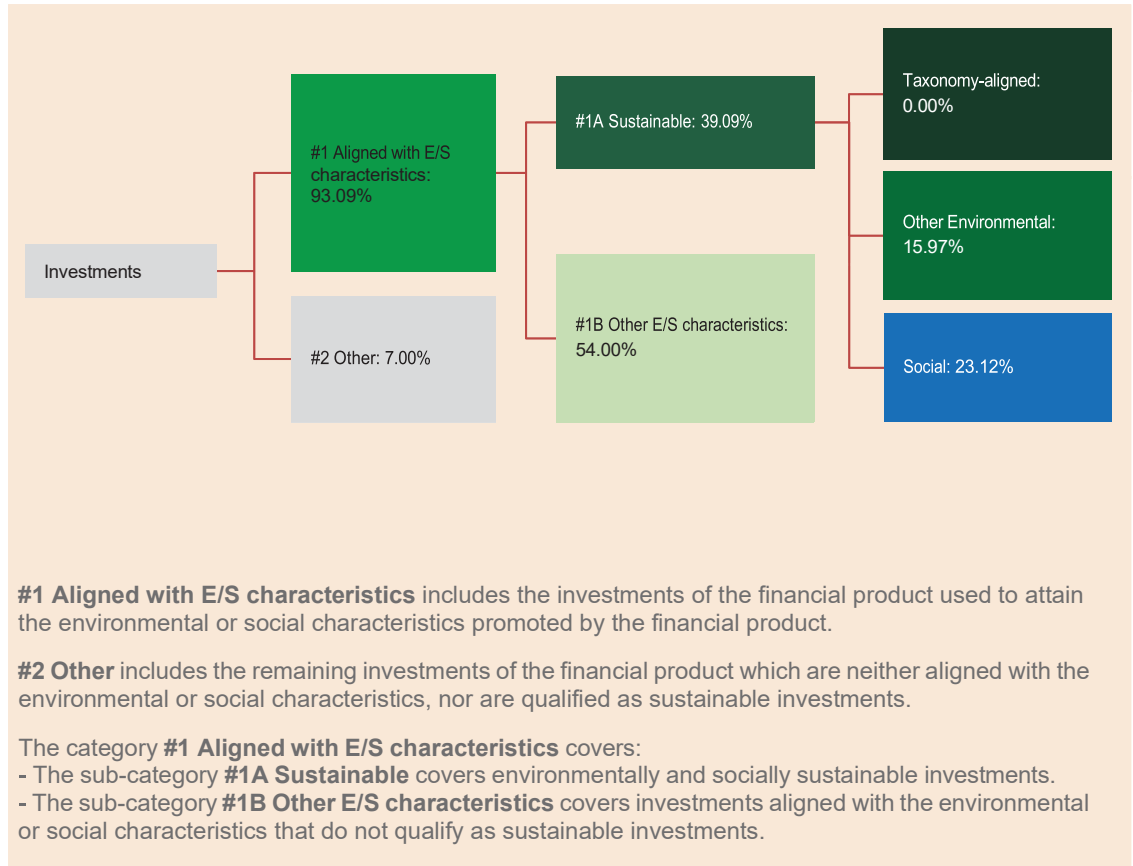 Investments
#1 Aligned with E/S
characteristics:
93.09%
#2 Other: 7.00%
#1A Sustainable: 39.09%
#1B Other E/S characteristics:
54.00%
Taxonomy-aligned:
0.00%
Other Environmental:
15.97%
Social: 23.12%
#1 Aligned with E/S characteristics includes the investments of the financial product used to attain
the environmental or social characteristics promoted by the financial product.
#2 Other includes the remaining investments of the financial product which are neither aligned with the
environmental or social characteristics, nor are qualified as sustainable investments.
The category #1 Aligned with E/S characteristics covers:
- The sub-category #1A Sustainable covers environmentally and socially sustainable investments.
- The sub-category #1B Other E/S characteristics covers investments aligned with the environmental
or social characteristics that do not qualify as sustainable investments.